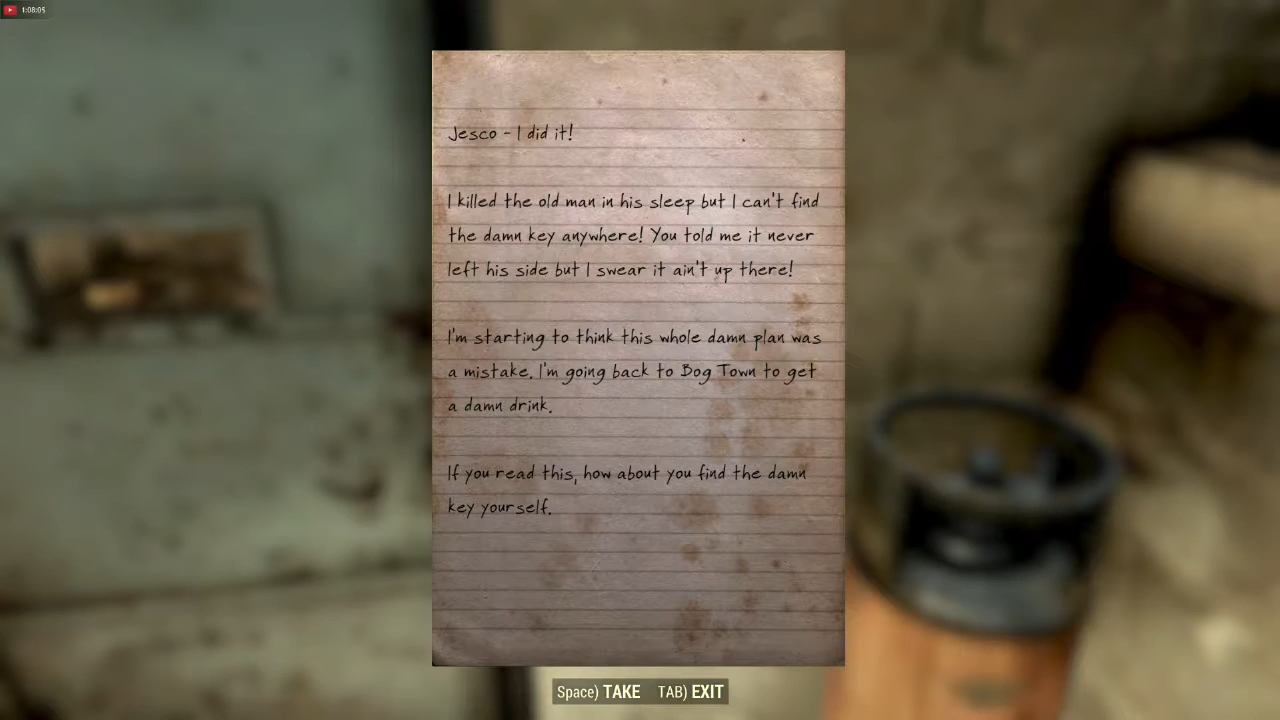 1:08:05
Jesco - I did it!
I killed the old man in his sleep but I can't find
the damn key anywhere! You told me it never
left his side but I swear it ain't up there!
I'm starting to think this whole damn plan was
a mistake. I'm going back to Bog Town to get
a damn drink.
If you read this, how about you find the damn
key yourself.
Space) TAKE TAB) EXIT